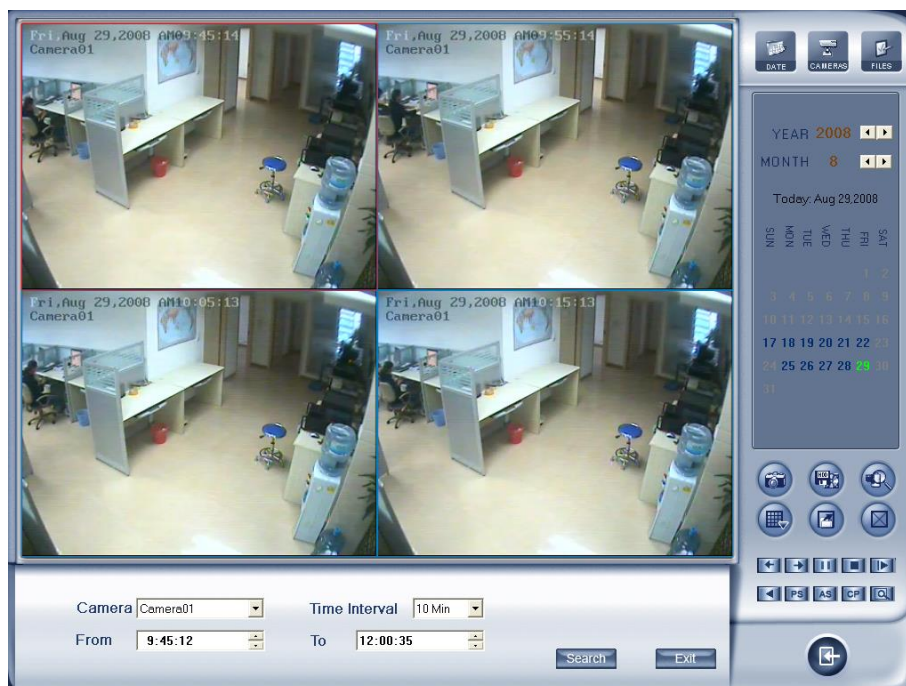 Fri,Aug 29,2008 AM09:45:14
Camera01
Fri,Aug 29,2008 AM09:55:14
Camera01
Fri,Aug 29,2008 AM10:05:13
Camera01
Fri,Aug 29,2008 AM10:15:13
Camera01
DATE CAMERAS FILES
YEAR 2008
MONTH 8
Today: Aug 29,2008
SUN MON TUE WED THU FRI SAT
1 2
3 4 5 6 7 8 9
10 11 12 13 14 15 16
17 18 19 20 21 22 23
24 25 26 27 28 29 30
31
PS AS CP
Camera Camera01 Time Interval 10 Min
From 9:45:12 To 12:00:35
Search Exit